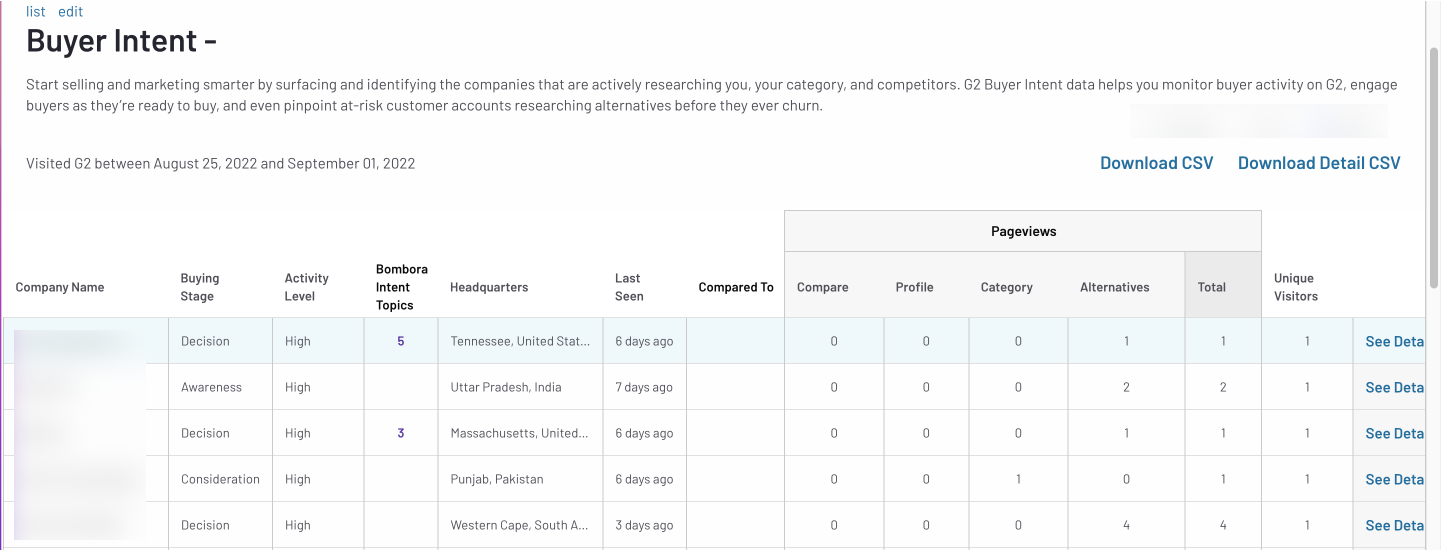 list edit
Buyer Intent -
Start selling and marketing smarter by surfacing and identifying the companies that are actively researching you, your category, and competitors. G2 Buyer Intent data helps you monitor buyer activity on G2, engage
buyers as they’re ready to buy, and even pinpoint at-risk customer accounts researching alternatives before they ever churn.
Visited G2 between August 25, 2022 and September 01, 2022
Download CSV Download Detail CSV
Pageviews
Company Name
Buying
Stage
Activity
Level
Bombora
Intent
Topics
Headquarters
Last
Seen
Compared To
Compare
Profile
Category
Alternatives
Total
Unique
Visitors
Decision High 5 Tennessee, United Stat... 6 days ago 0 0 0 1 1 1 See Deta
Awareness High Uttar Pradesh, India 7 days ago 0 0 0 2 2 1 See Deta
Decision High 3 Massachusetts, United... 6 days ago 0 0 0 1 1 1 See Deta
Consideration High Punjab, Pakistan 6 days ago 0 0 1 0 1 1 See Deta
Decision High Western Cape, South A... 3 days ago 0 0 0 4 4 1 See Deta